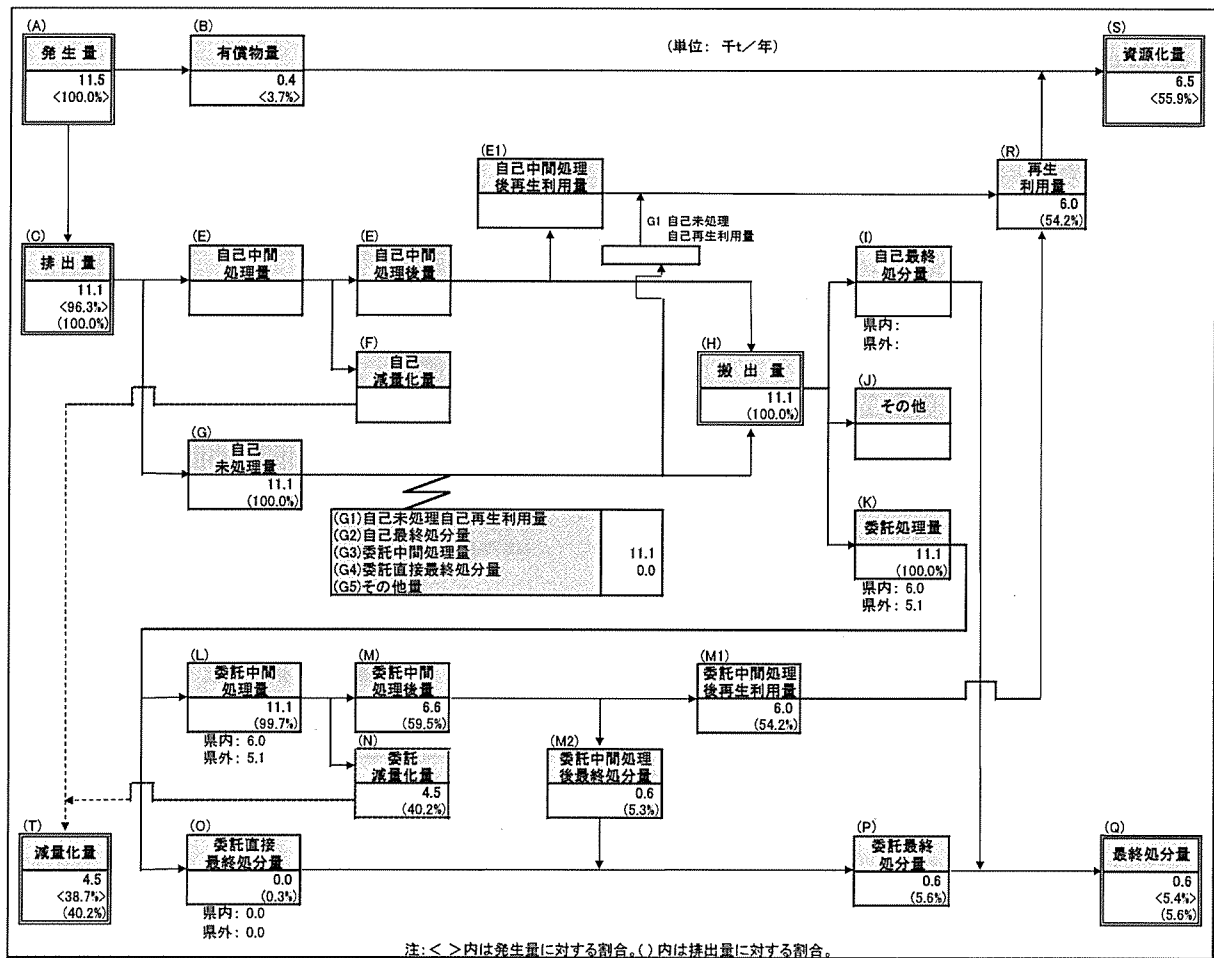 (A)
発生量
11.5
<100.0%>
(B)
有償物量
0.4
<3.7%>
(単位: 千t/年)
(S)
資源化量
6.5
<55.9%>
(E1)
自己中間処理
後再生利用量
(R)
再生
利用量
6.0
(54.2%)
G1 自己未処理
自己再生利用量
(C)
排出量
11.1
<96.3%>
(100.0%)
(E)
自己中間
処理量
(E)
自己中間
処理後量
(I)
自己最終
処分量
県内:
県外:
(F)
自己
減量化量
(H)
搬出量
11.1
(100.0%)
(J)
その他
(G)
自己
未処理量
11.1
(100.0%)
(G1)自己未処理自己再生利用量
(G2)自己最終処分量
(G3)委託中間処理量 11.1
(G4)委託直接最終処分量 0.0
(G5)その他量
(K)
委託処理量
11.1
(100.0%)
県内: 6.0
県外: 5.1
(L)
委託中間
処理量
11.1
(99.7%)
県内: 6.0
県外: 5.1
(M)
委託中間
処理後量
6.6
(59.5%)
(M1)
委託中間処理
後再生利用量
6.0
(54.2%)
(N)
委託
減量化量
4.5
(40.2%)
(M2)
委託中間処理
後最終処分量
0.6
(5.3%)
(T)
減量化量
4.5
<38.7%>
(40.2%)
(O)
委託直接
最終処分量
0.0
(0.3%)
県内: 0.0
県外: 0.0
(P)
委託最終
処分量
0.6
(5.6%)
(Q)
最終処分量
0.6
<5.4%>
(5.6%)
注:< >内は発生量に対する割合。( )内は排出量に対する割合。